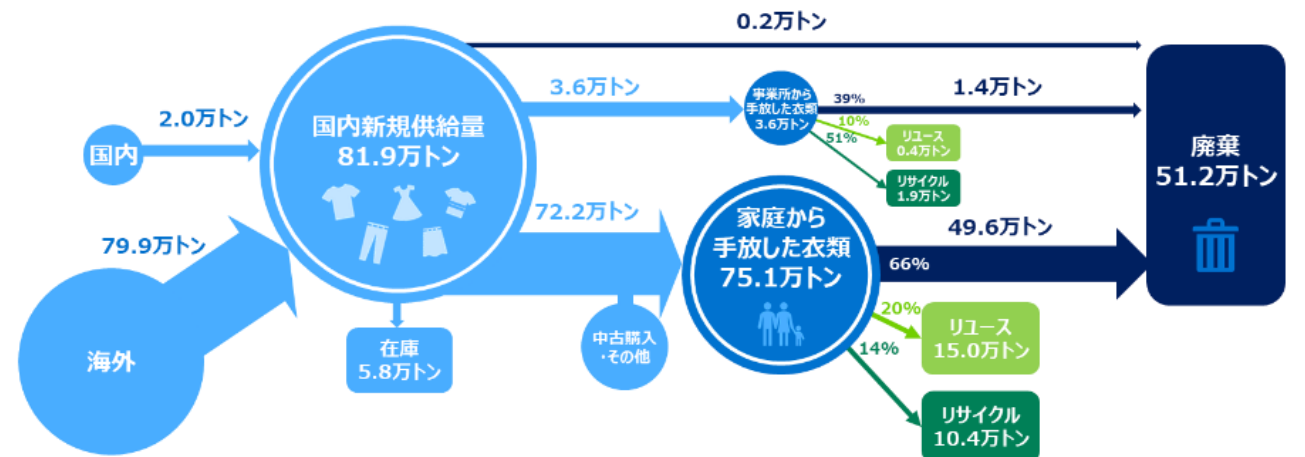 0.2万トン
3.6万トン
事業所から
手放した衣類
3.6万トン
39%
1.4万トン
10%
51%
リユース
0.4万トン
リサイクル
1.9万トン
2.0万トン
国内
国内新規供給量
81.9万トン
廃棄
51.2万トン
79.9万トン
海外
72.2万トン
家庭から
手放した衣類
75.1万トン
49.6万トン
66%
在庫
5.8万トン
中古購入
・その他
20%
リユース
15.0万トン
14%
リサイクル
10.4万トン